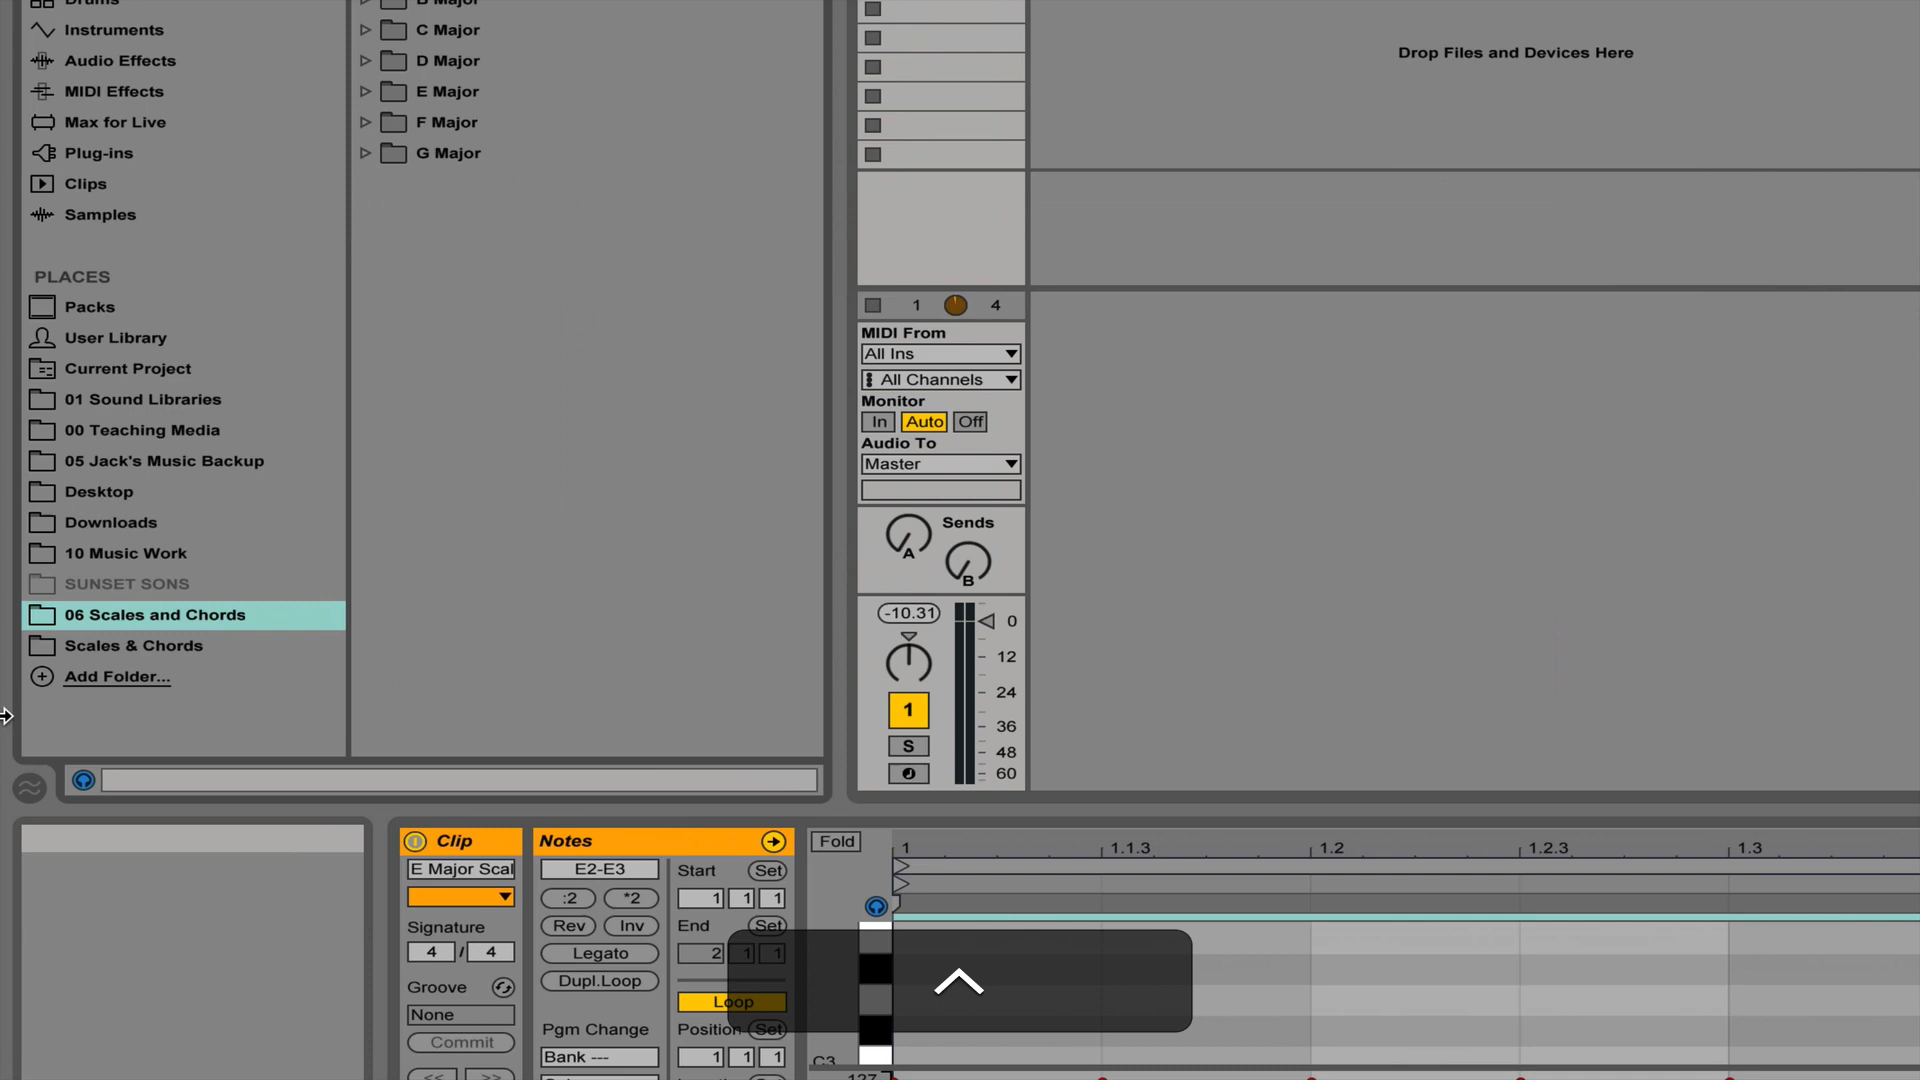 Drums
Instruments
Audio Effects
MIDI Effects
Max for Live
Plug-ins
Clips
Samples
PLACES
Packs
User Library
Current Project
01 Sound Libraries
00 Teaching Media
05 Jack's Music Backup
Desktop
Downloads
10 Music Work
SUNSET SONS
06 Scales and Chords
Scales & Chords
Add Folder...
C Major
D Major
E Major
F Major
G Major
Drop Files and Devices Here
1 4
MIDI From
All Ins
All Channels
Monitor
In Auto Off
Audio To
Master
Sends
A
B
-10.31
0
12
24
36
48
60
1
S
Clip
E Major Scal
Signature
4 / 4
Groove
None
Commit
<< >>
Notes
E2-E3
:2 *2
Rev Inv
Legato
Dupl.Loop
Pgm Change
Bank ---
Start Set
1 1 1
End Set
2 1 1
Loop
Position Set
1 1 1
Fold
1 1.1.3 1.2 1.2.3 1.3
C3
127